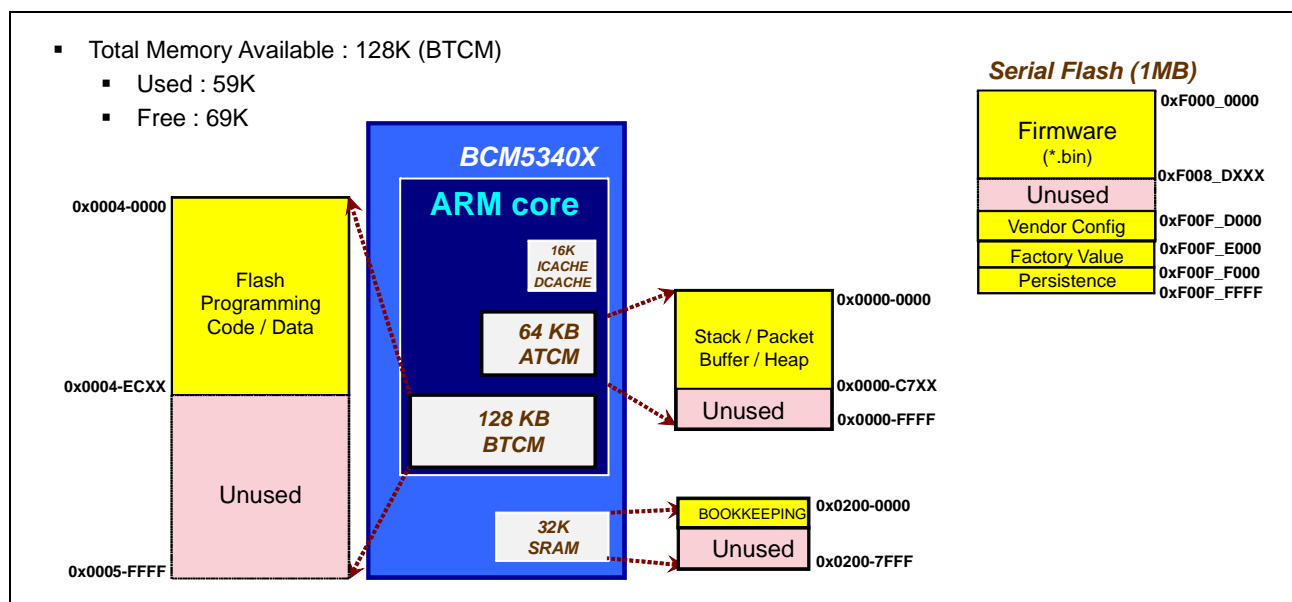 ▪ Total Memory Available : 128K (BTCM)
▪ Used : 59K
▪ Free : 69K
Serial Flash (1MB)
0xF000_0000
Firmware
(*.bin)
0xF008_DXXX
Unused
Vendor Config
0xF00F_D000
Factory Value
0xF00F_E000
Persistence
0xF00F_F000
0xF00F_FFFF
BCM5340X
ARM core
16K
ICACHE
DCACHE
64 KB
ATCM
128 KB
BTCM
32K
SRAM
0x0004-0000
Flash
Programming
Code / Data
0x0004-ECXX
Unused
0x0005-FFFF
0x0000-0000
Stack / Packet
Buffer / Heap
0x0000-C7XX
Unused
0x0000-FFFF
BOOKKEEPING
0x0200-0000
Unused
0x0200-7FFF